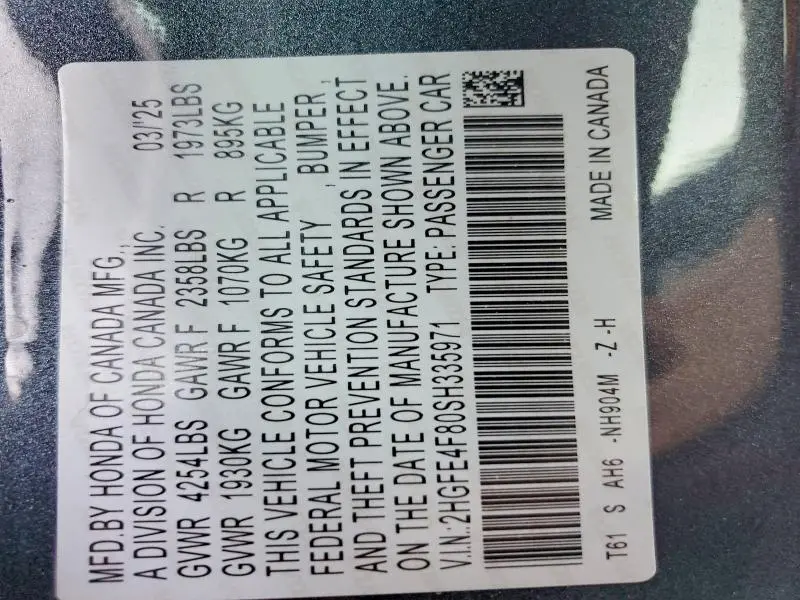 MFD.BY HONDA OF CANADA MFG., 03/'25
A DIVISION OF HONDA CANADA INC.
GVWR 4254LBS GAWR F 2358LBS R 1973LBS
GVWR 1930KG GAWR F 1070KG R 895KG
THIS VEHICLE CONFORMS TO ALL APPLICABLE
FEDERAL MOTOR VEHICLE SAFETY , BUMPER ,
AND THEFT PREVENTION STANDARDS IN EFFECT
ON THE DATE OF MANUFACTURE SHOWN ABOVE.
V.I.N.:2HGFE4F80SH335971 TYPE: PASSENGER CAR
T61 S AH6 -NH904M -Z -H MADE IN CANADA